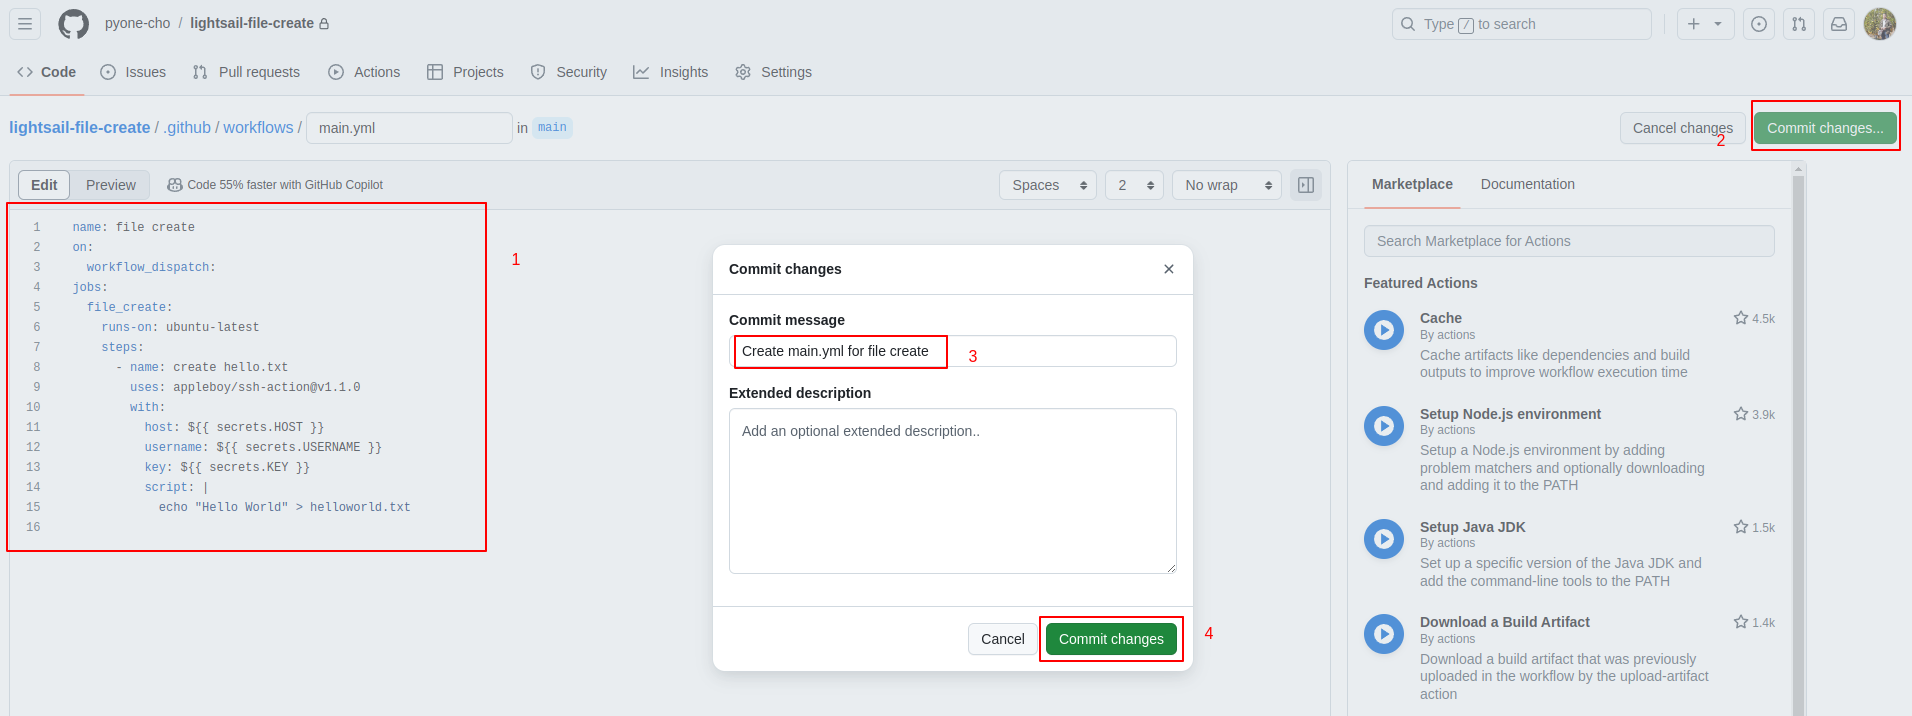 pyone-cho / lightsail-file-create
Type / to search
Code Issues Pull requests Actions Projects Security Insights Settings
lightsail-file-create / .github / workflows / main.yml in main
Cancel changes Commit changes...
2
Edit Preview Code 55% faster with GitHub Copilot
Spaces 2 No wrap
1 name: file create
2 on:
3   workflow_dispatch:
4 jobs:
5   file_create:
6     runs-on: ubuntu-latest
7     steps:
8       - name: create hello.txt
9         uses: appleboy/ssh-action@v1.1.0
10         with:
11           host: ${{ secrets.HOST }}
12           username: ${{ secrets.USERNAME }}
13           key: ${{ secrets.KEY }}
14           script: |
15             echo "Hello World" > helloworld.txt
16
1
Commit changes
Commit message
Create main.yml for file create
3
Extended description
Add an optional extended description..
Cancel Commit changes
4
Marketplace Documentation
Search Marketplace for Actions
Featured Actions
Cache 4.5k
By actions
Cache artifacts like dependencies and build
outputs to improve workflow execution time
Setup Node.js environment 3.9k
By actions
Setup a Node.js environment by adding
problem matchers and optionally downloading
and adding it to the PATH
Setup Java JDK 1.5k
By actions
Set up a specific version of the Java JDK and
add the command-line tools to the PATH
Download a Build Artifact 1.4k
By actions
Download a build artifact that was previously
uploaded in the workflow by the upload-artifact
action